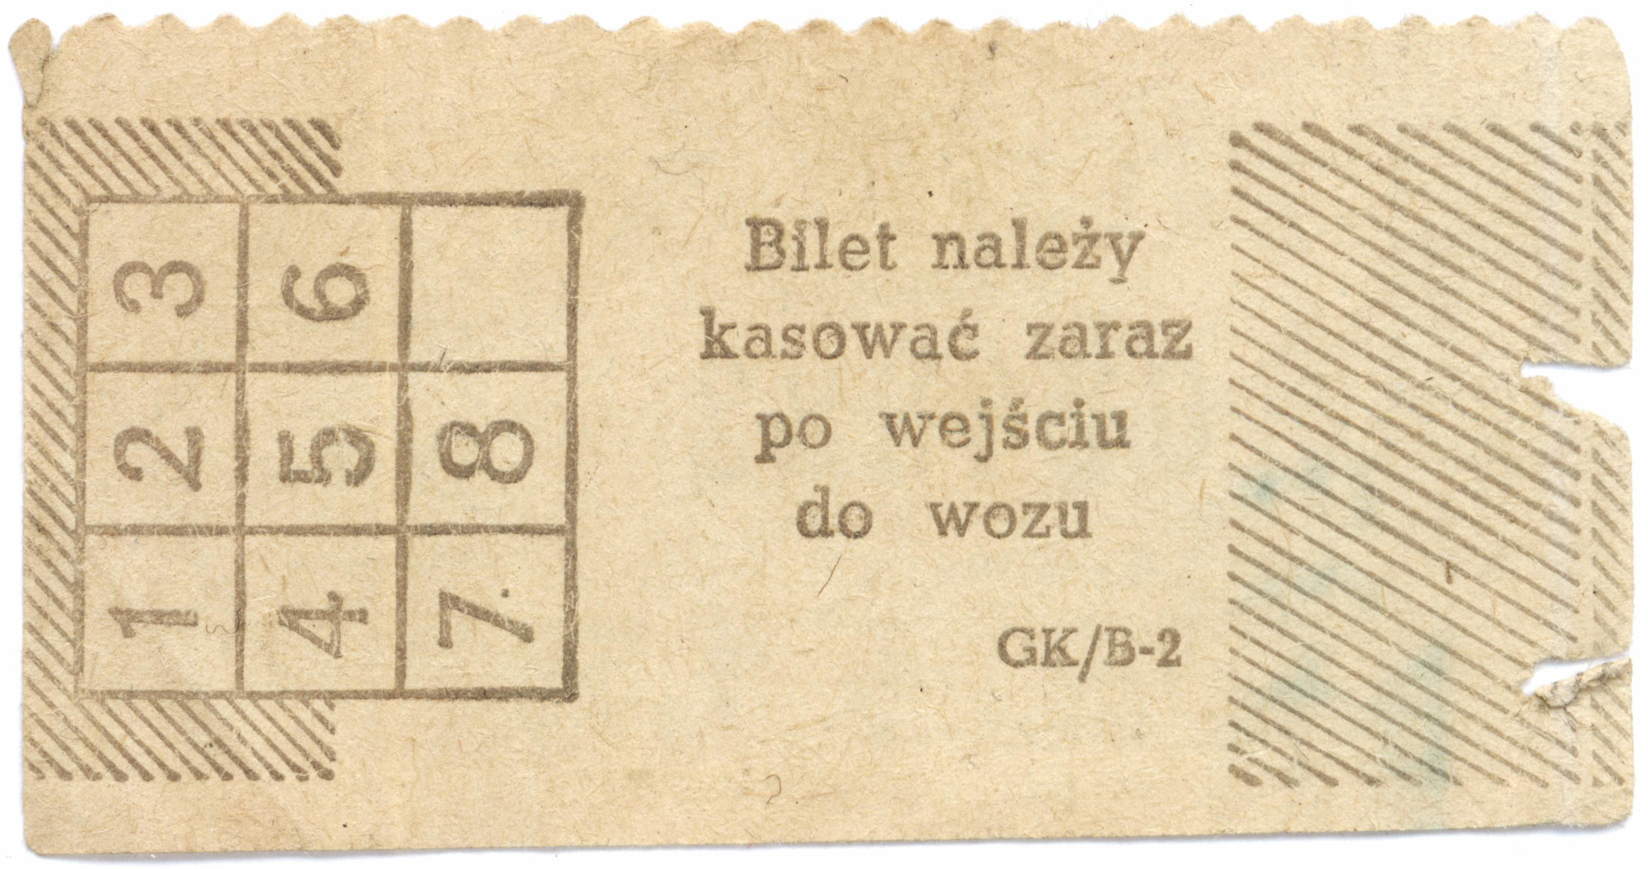 3 6
2 5 8
1 4 7
Bilet należy
kasować zaraz
po wejściu
do wozu
GK/B-2